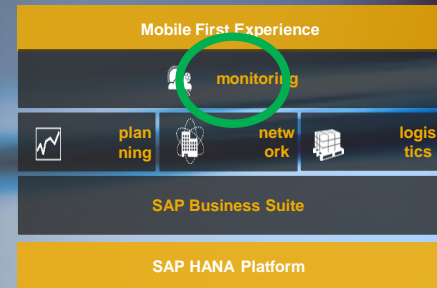 Mobile First Experience
monitoring
plan
ning
netw
ork
logis
tics
SAP Business Suite
SAP HANA Platform